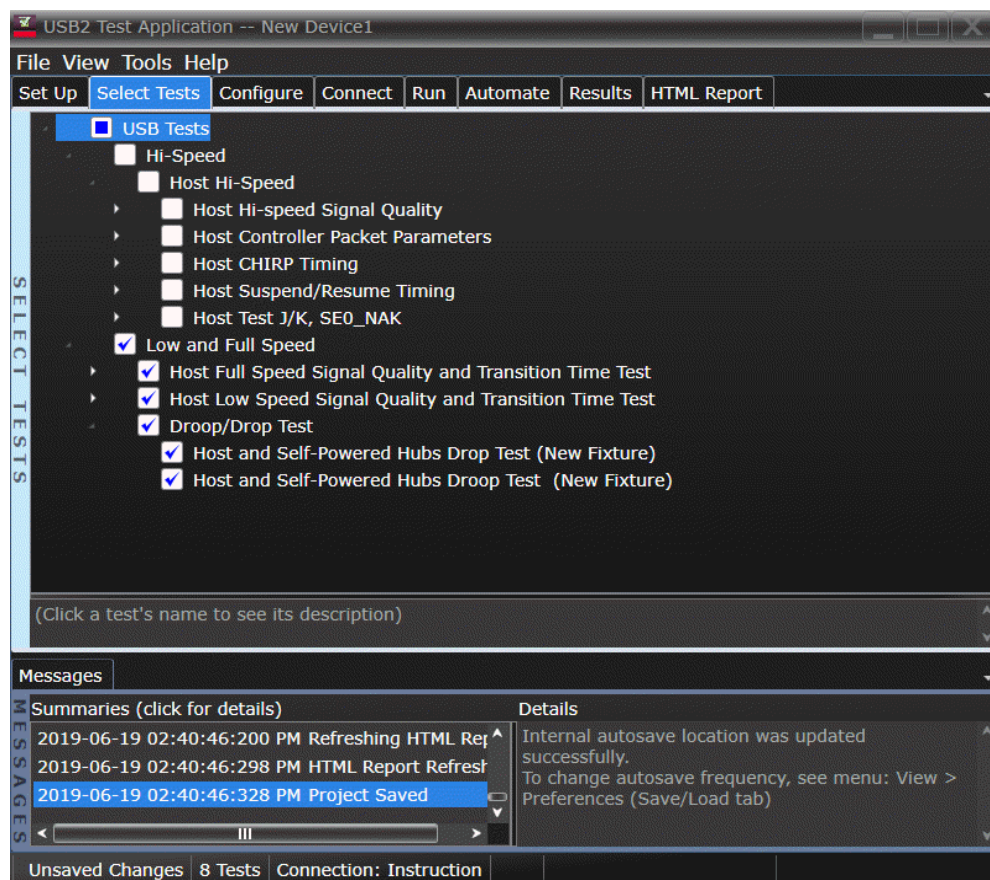 USB2 Test Application -- New Device1
File View Tools Help
Set Up Select Tests Configure Connect Run Automate Results HTML Report
SELECT TESTS
USB Tests
Hi-Speed
Host Hi-Speed
Host Hi-speed Signal Quality
Host Controller Packet Parameters
Host CHIRP Timing
Host Suspend/Resume Timing
Host Test J/K, SE0_NAK
Low and Full Speed
Host Full Speed Signal Quality and Transition Time Test
Host Low Speed Signal Quality and Transition Time Test
Droop/Drop Test
Host and Self-Powered Hubs Drop Test (New Fixture)
Host and Self-Powered Hubs Droop Test (New Fixture)
(Click a test's name to see its description)
Messages
MESSAGES
Summaries (click for details)
2019-06-19 02:40:46:200 PM Refreshing HTML Rep
2019-06-19 02:40:46:298 PM HTML Report Refresh
2019-06-19 02:40:46:328 PM Project Saved
Details
Internal autosave location was updated
successfully.
To change autosave frequency, see menu: View >
Preferences (Save/Load tab)
Unsaved Changes 8 Tests Connection: Instruction